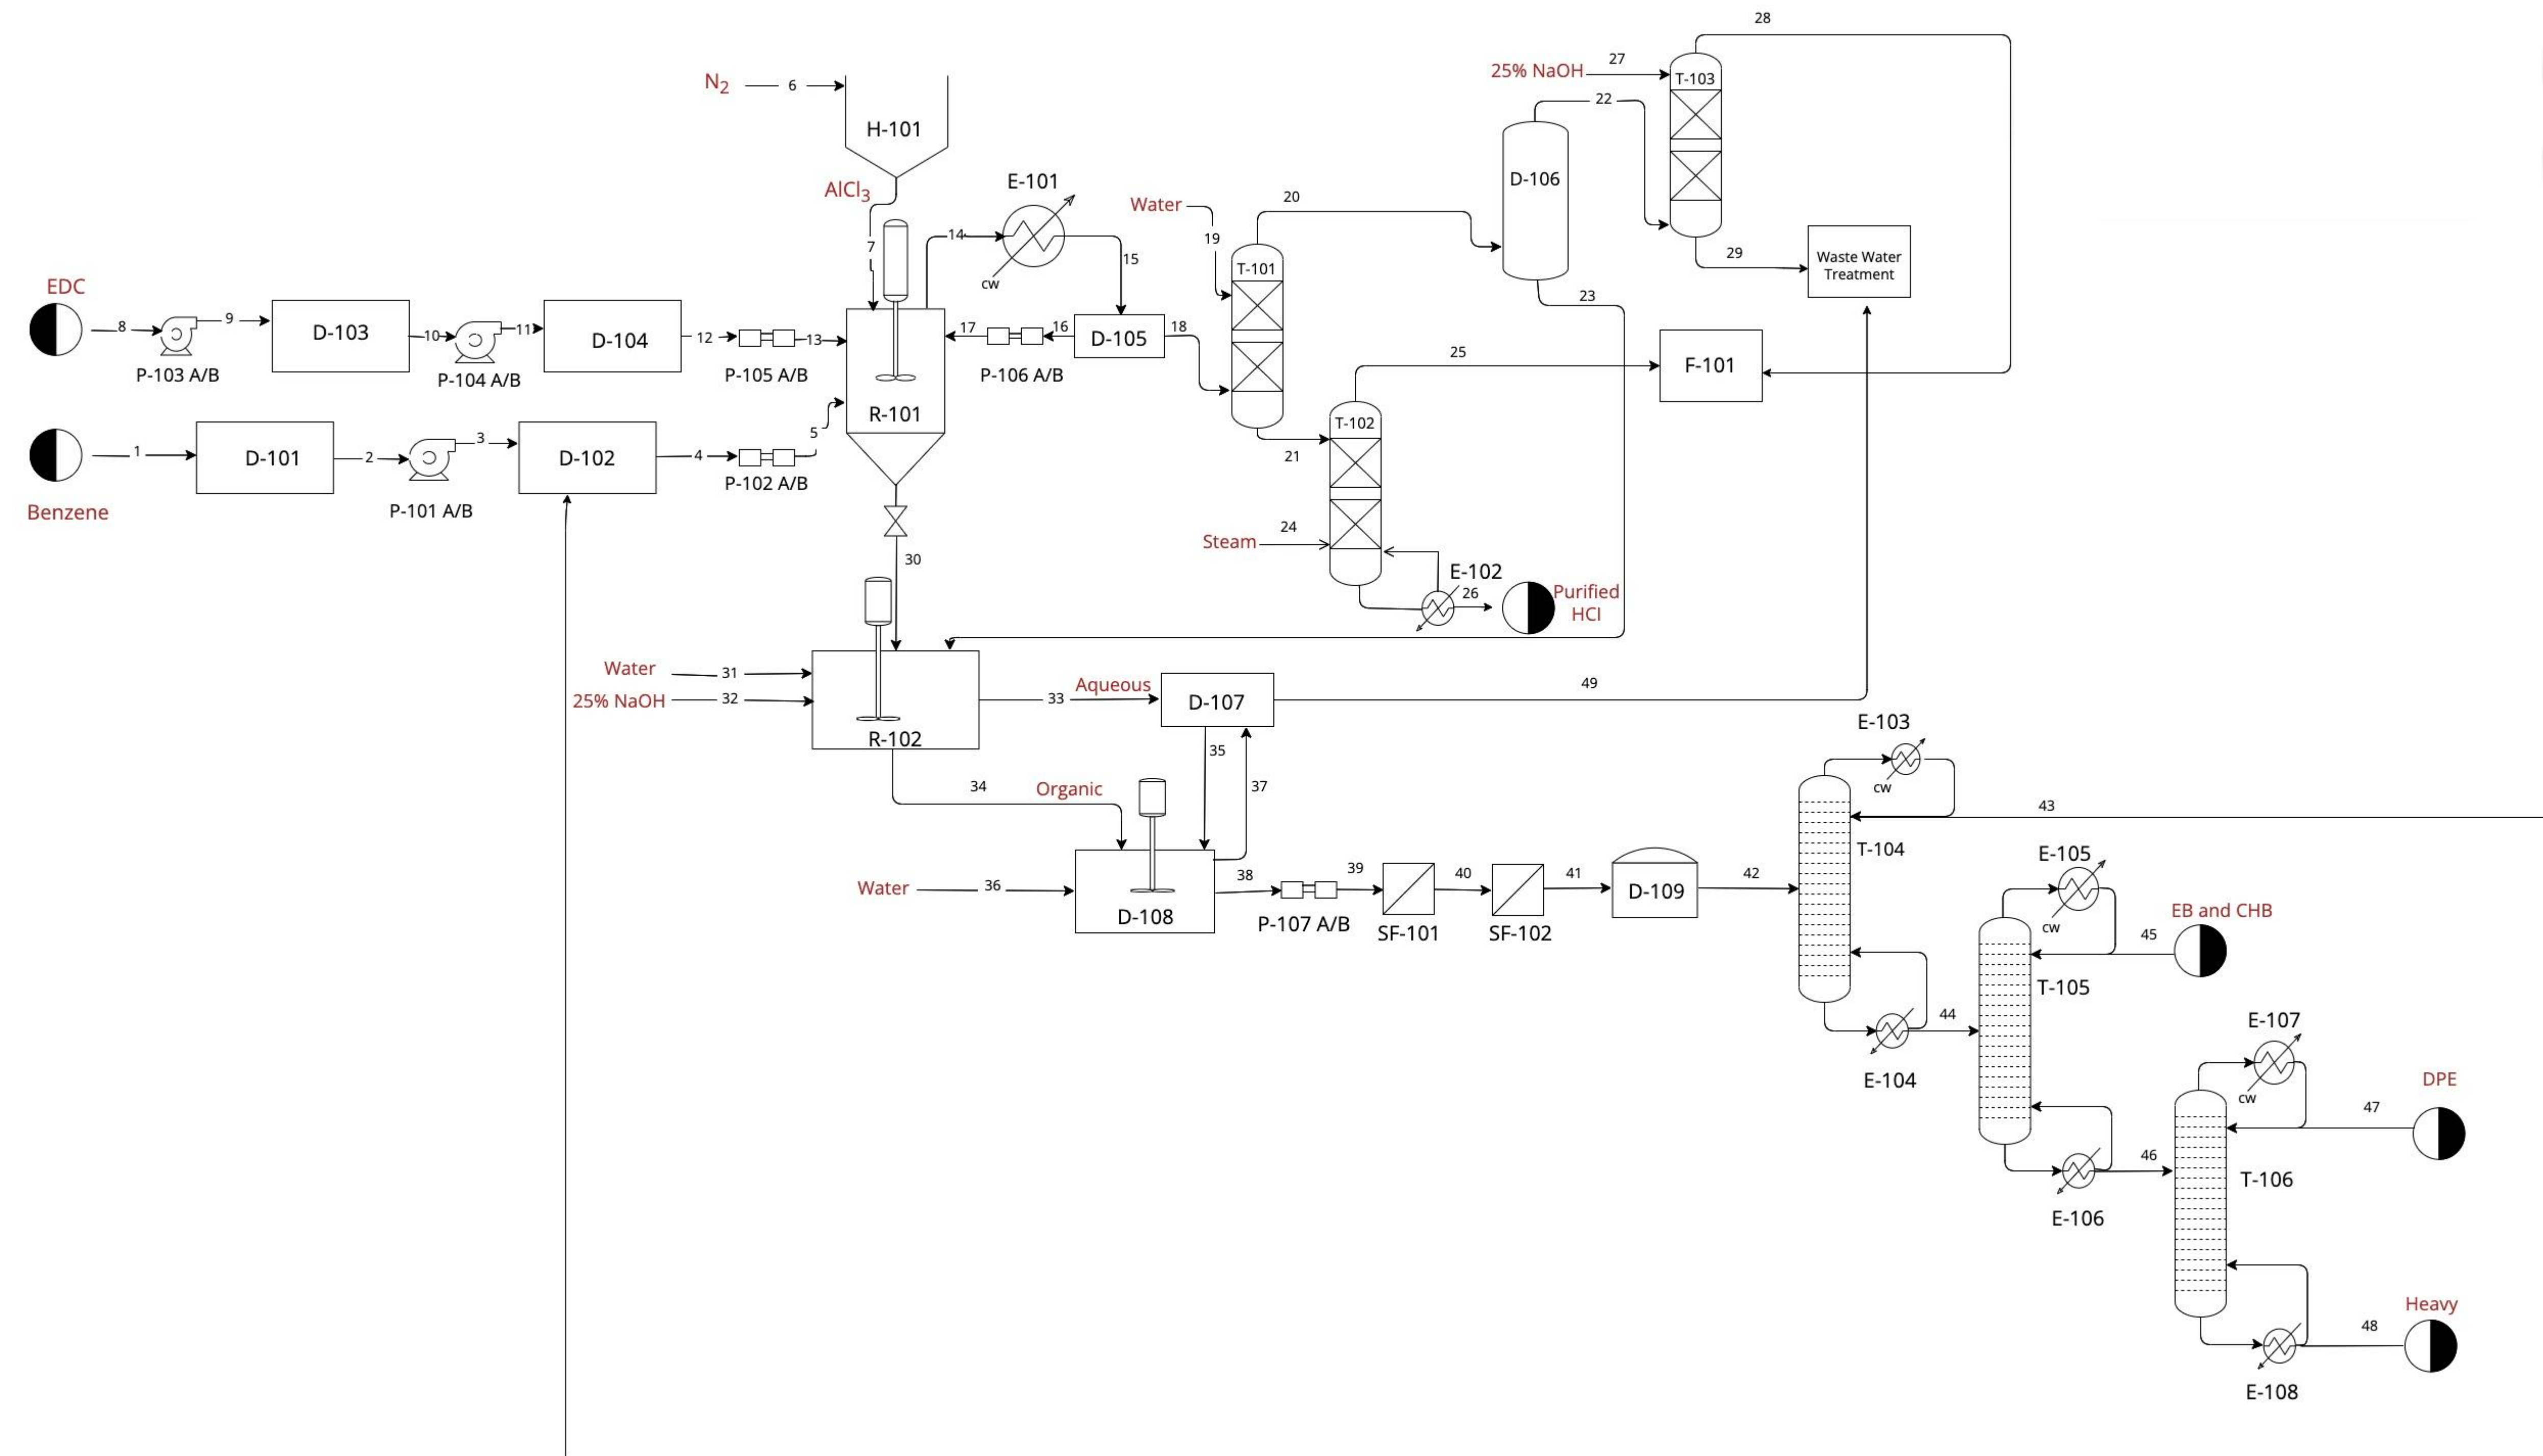 28
27
25% NaOH
T-103
N₂
6
22
H-101
D-106
AlCl₃
E-101
Water
20
19
7
14
15
29
Waste Water
Treatment
T-101
cw
EDC
23
8
9
D-103
10
11
D-104
12
13
17
16
D-105
18
P-103 A/B
P-104 A/B
P-105 A/B
P-106 A/B
25
F-101
R-101
T-102
1
D-101
2
3
D-102
4
5
21
P-102 A/B
Benzene
P-101 A/B
24
Steam
30
E-102
26
Purified
HCl
Water
31
25% NaOH
32
33
Aqueous
D-107
49
R-102
E-103
35
34
Organic
37
cw
43
T-104
E-105
Water
36
D-108
38
P-107 A/B
39
SF-101
40
SF-102
41
D-109
42
cw
EB and CHB
45
T-105
44
E-104
E-107
cw
DPE
47
46
T-106
E-106
Heavy
48
E-108